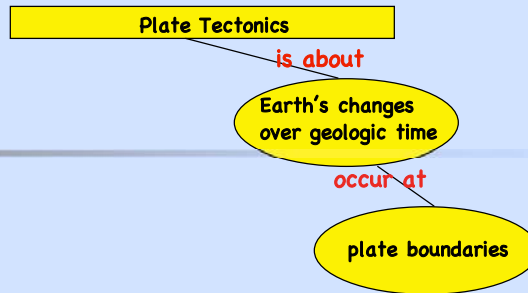 Plate Tectonics
is about
Earth's changes
over geologic time
occur at
plate boundaries